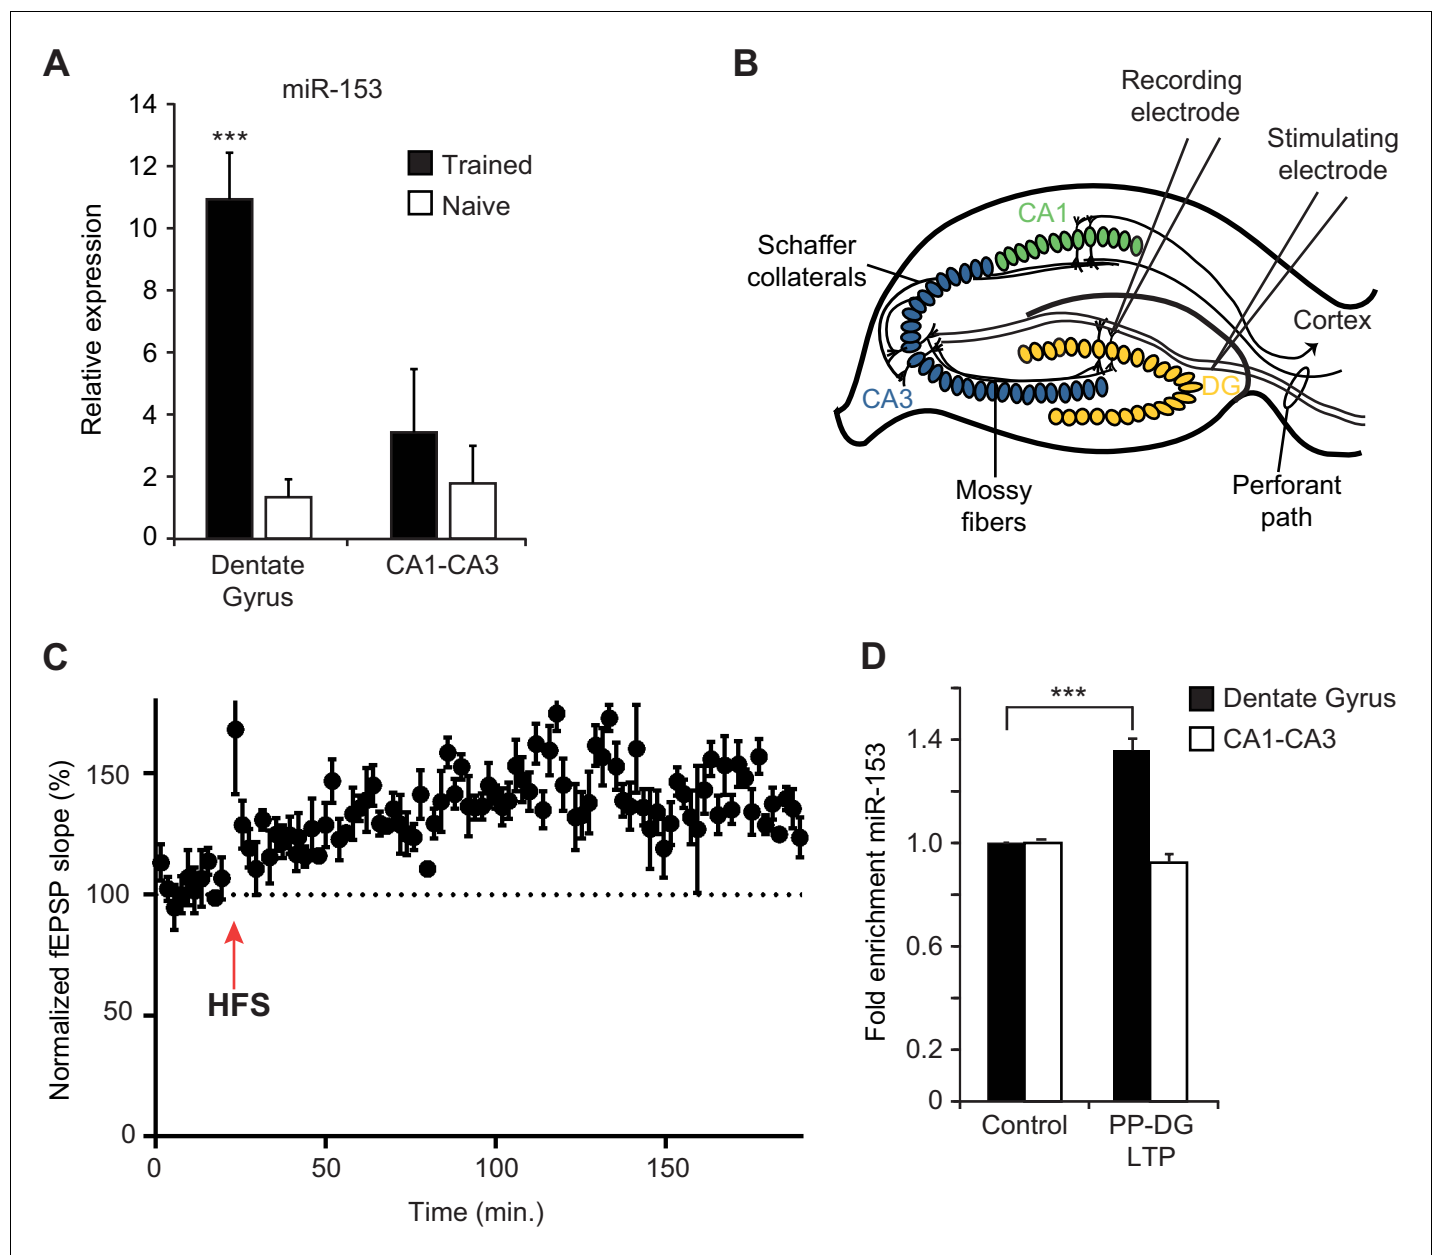 A
miR-153
14
12
10
8
6
4
2
0
Relative expression
***
Trained
Naive
Dentate
Gyrus
CA1-CA3
B
Recording
electrode
Stimulating
electrode
CA1
Schaffer
collaterals
Cortex
CA3
DG
Mossy
fibers
Perforant
path
C
Normalized fEPSP slope (%)
150
100
50
0
HFS
0
50
100
150
Time (min.)
D
Fold enrichment miR-153
***
Dentate Gyrus
CA1-CA3
1.4
1.0
0.6
0.2
0
Control
PP-DG
LTP